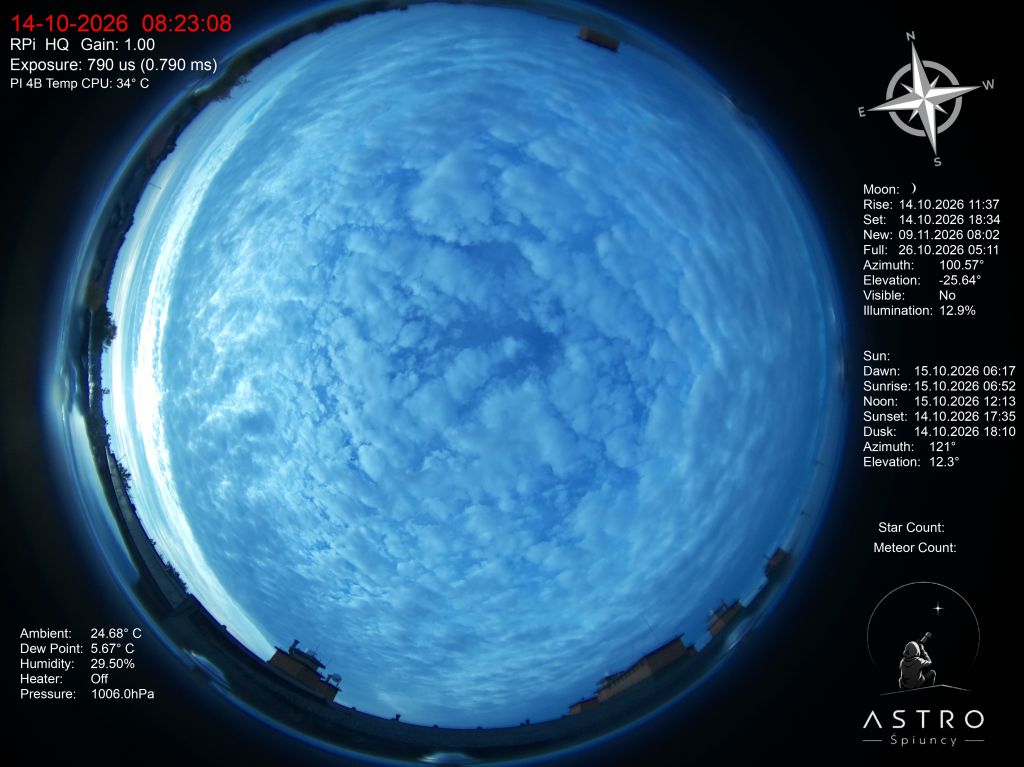 14-10-2026 08:23:08
RPi HQ Gain: 1.00
Exposure: 790 us (0.790 ms)
PI 4B Temp CPU: 34° C
N
W
E
S
Moon:
Rise: 14.10.2026 11:37
Set: 14.10.2026 18:34
New: 09.11.2026 08:02
Full: 26.10.2026 05:11
Azimuth: 100.57°
Elevation: -25.64°
Visible: No
Illumination: 12.9%
Sun:
Dawn: 15.10.2026 06:17
Sunrise: 15.10.2026 06:52
Noon: 15.10.2026 12:13
Sunset: 14.10.2026 17:35
Dusk: 14.10.2026 18:10
Azimuth: 121°
Elevation: 12.3°
Star Count:
Meteor Count:
Ambient: 24.68° C
Dew Point: 5.67° C
Humidity: 29.50%
Heater: Off
Pressure: 1006.0hPa
ASTRO
Śpiuncy